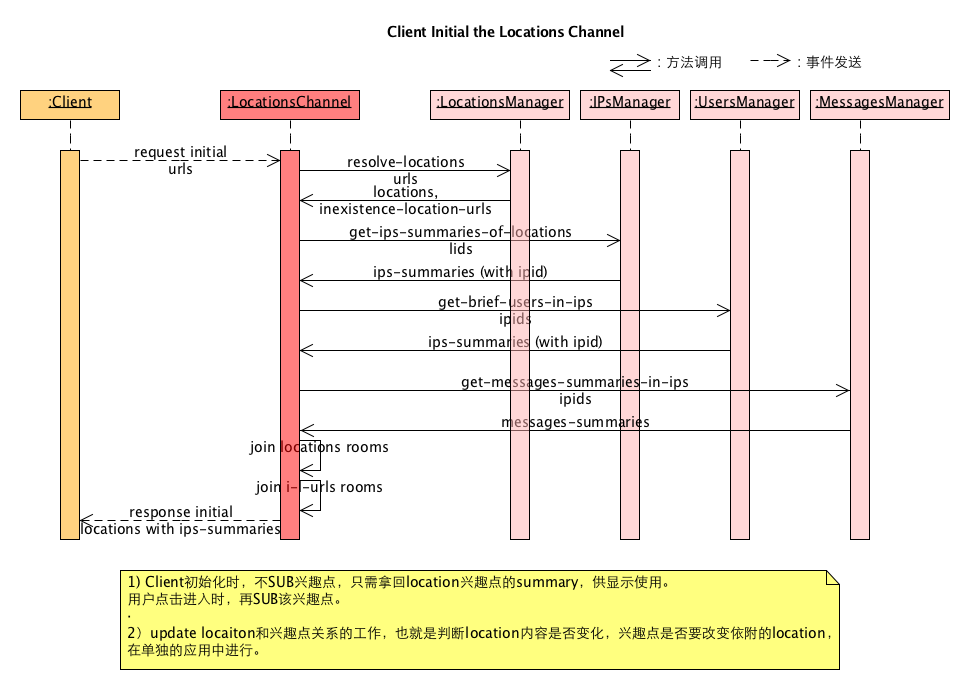 Client Initial the Locations Channel
: 方法调用
: 事件发送
:Client
:LocationsChannel
:LocationsManager
:IPsManager
:UsersManager
:MessagesManager
request initial
urls
resolve-locations
urls
locations,
inexistence-location-urls
get-ips-summaries-of-locations
lids
ips-summaries (with ipid)
get-brief-users-in-ips
ipids
ips-summaries (with ipid)
get-messages-summaries-in-ips
ipids
messages-summaries
join locations rooms
join i-l-urls rooms
response initial
locations with ips-summaries
1) Client初始化时，不SUB兴趣点，只需拿回location兴趣点的summary，供显示使用。
用户点击进入时，再SUB该兴趣点。
.
2）update locaiton和兴趣点关系的工作，也就是判断location内容是否变化，兴趣点是否要改变依附的location，
在单独的应用中进行。